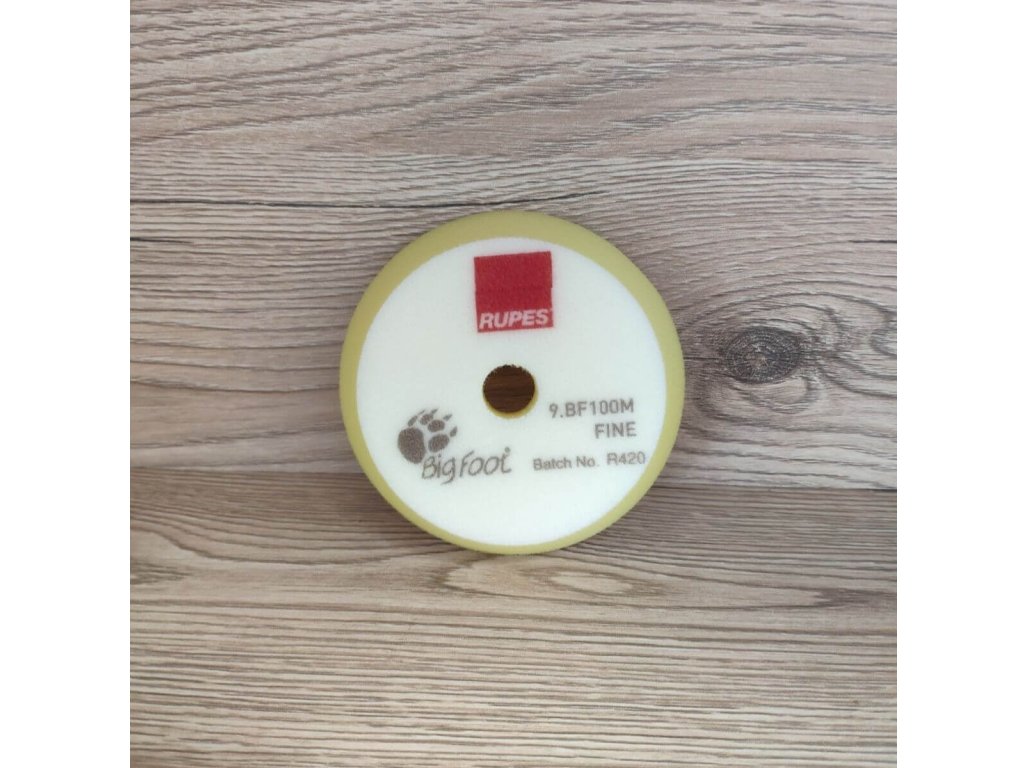 RUPES
9.BF100M
FINE
BigFoot
Batch No. R420